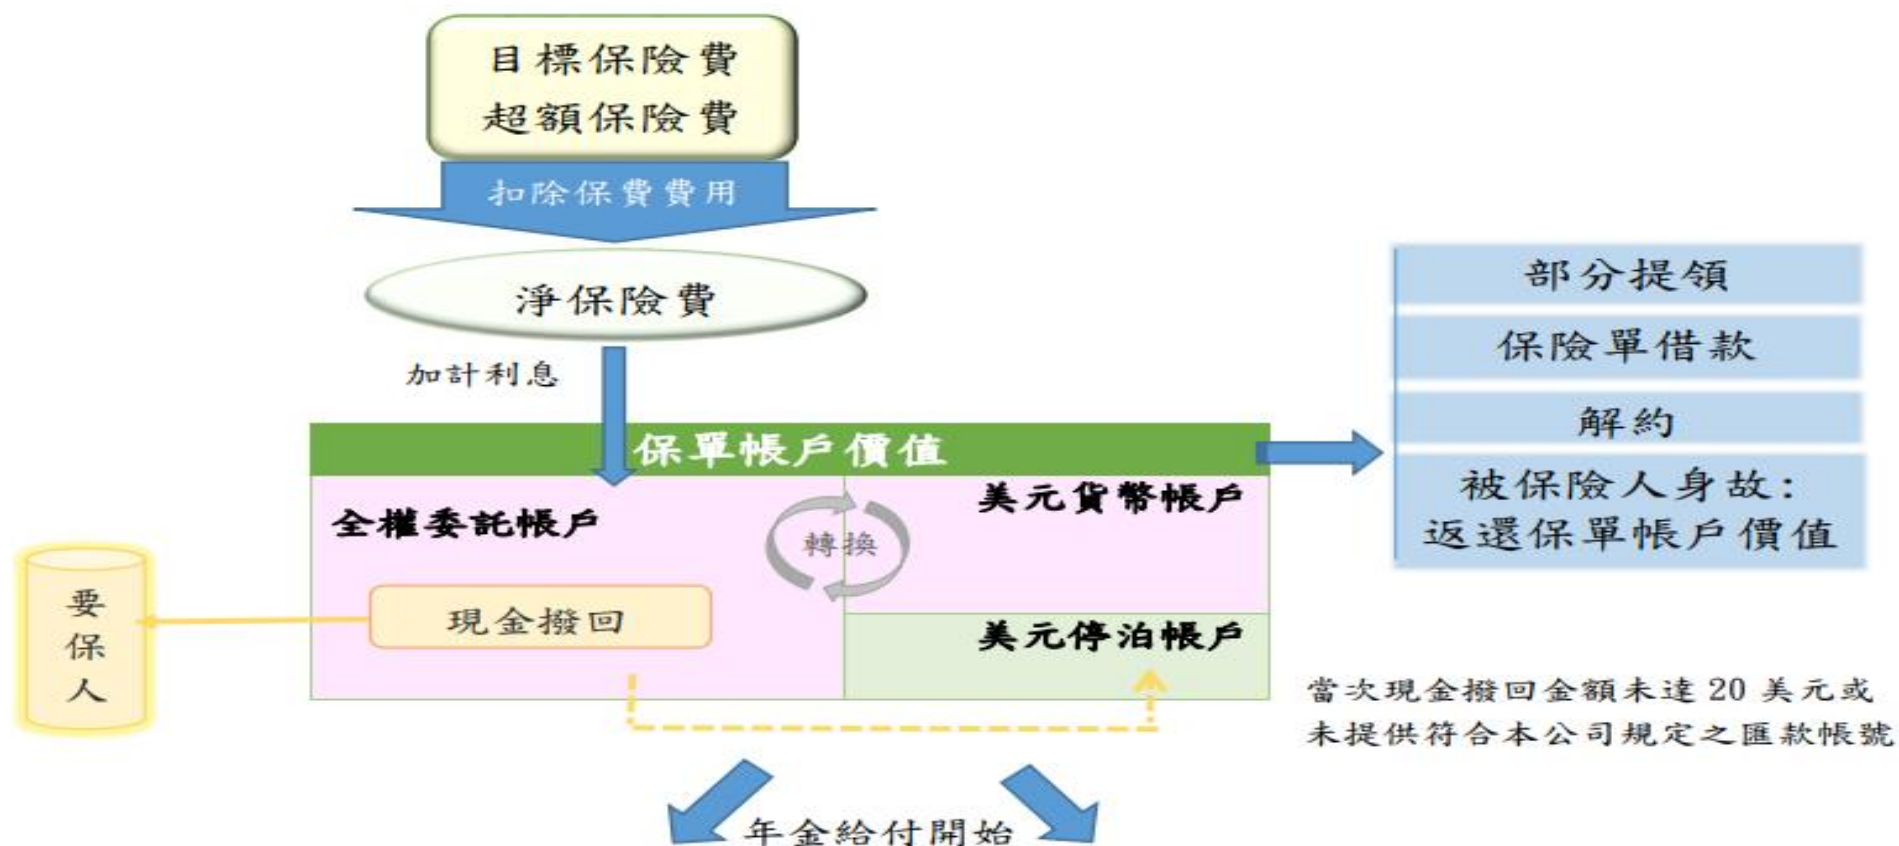 目標保險費
超額保險費
扣除保費費用
淨保險費
加計利息
保單帳戶價值
全權委託帳戶
轉換
美元貨幣帳戶
現金撥回
美元停泊帳戶
要
保
人
部分提領
保險單借款
解約
被保險人身故:
返還保單帳戶價值
當次現金撥回金額未達 20 美元或
未提供符合本公司規定之匯款帳號
年金給付開始